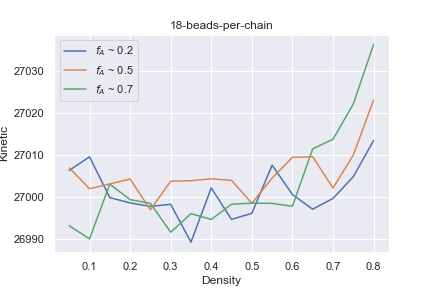 18-beads-per-chain
f_A ~ 0.2
f_A ~ 0.5
f_A ~ 0.7
Kinetic
27030
27020
27010
27000
26990
0.1 0.2 0.3 0.4 0.5 0.6 0.7 0.8
Density